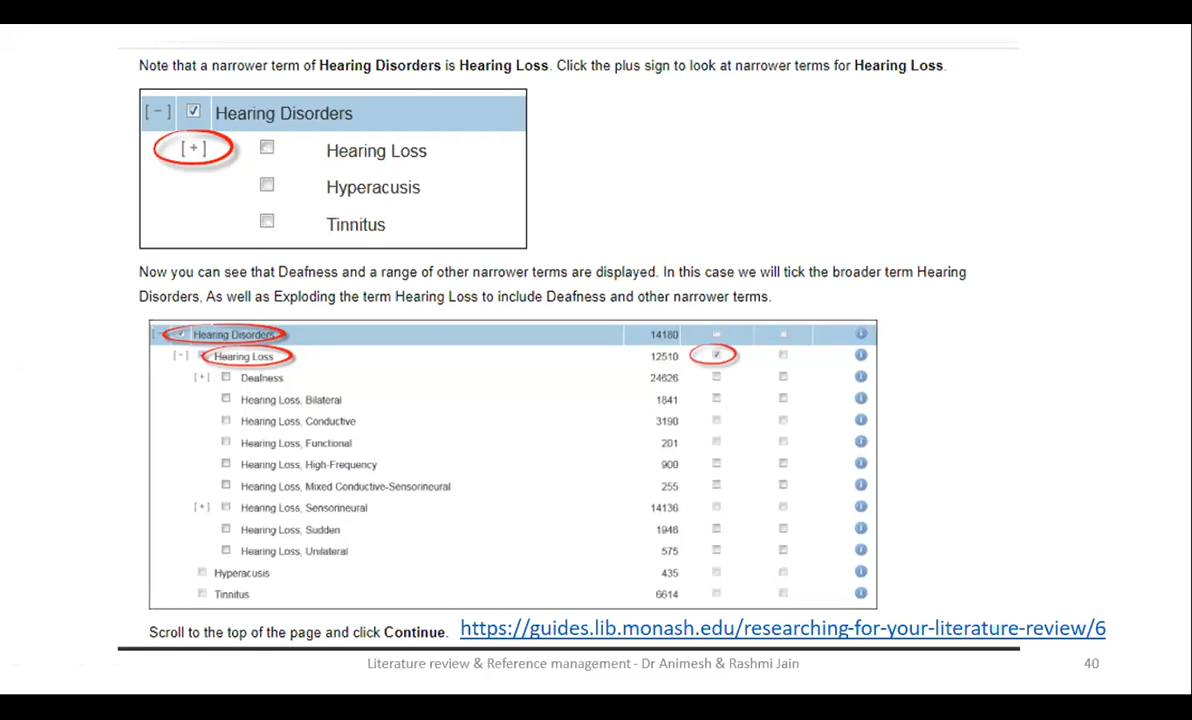 Note that a narrower term of Hearing Disorders is Hearing Loss. Click the plus sign to look at narrower terms for Hearing Loss.
[ - ] Hearing Disorders
[ + ] Hearing Loss
Hyperacusis
Tinnitus
Now you can see that Deafness and a range of other narrower terms are displayed. In this case we will tick the broader term Hearing
Disorders, As well as Exploding the term Hearing Loss to include Deafness and other narrower terms.
[-] Hearing Disorders 14180
[-] Hearing Loss 12510
[+] Deafness 24626
Hearing Loss, Bilateral 1841
Hearing Loss, Conductive 3190
Hearing Loss, Functional 201
Hearing Loss, High-Frequency 900
Hearing Loss, Mixed Conductive-Sensorineural 255
[+] Hearing Loss, Sensorineural 14136
Hearing Loss, Sudden 1946
Hearing Loss, Unilateral 575
Hyperacusis 435
Tinnitus 6614
Scroll to the top of the page and click Continue. https://guides.lib.monash.edu/researching-for-your-literature-review/6
Literature review & Reference management - Dr Animesh & Rashmi Jain 40